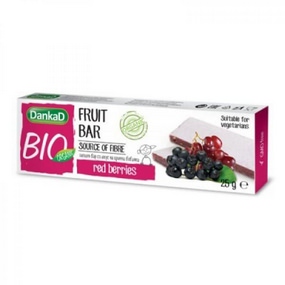 DankaD
BIO
FRUIT
BAR
SOURCE OF FIBRE
red berries
Suitable for
vegetarians
25 g